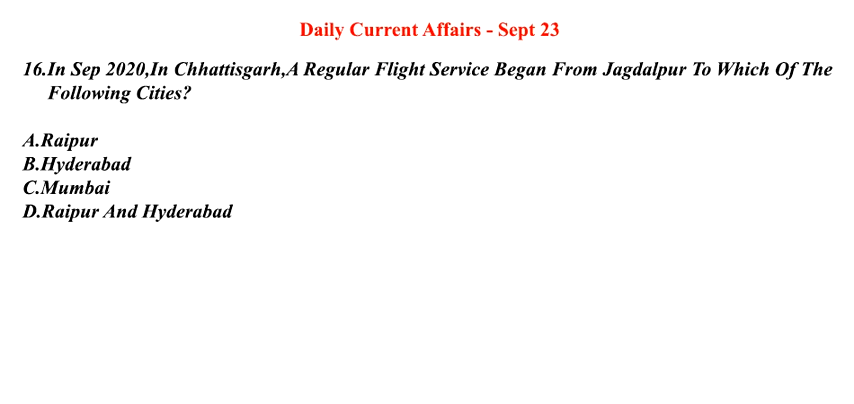 Daily Current Affairs - Sept 23
16.In Sep 2020,In Chhattisgarh,A Regular Flight Service Began From Jagdalpur To Which Of The
Following Cities?
A.Raipur
B.Hyderabad
C.Mumbai
D.Raipur And Hyderabad